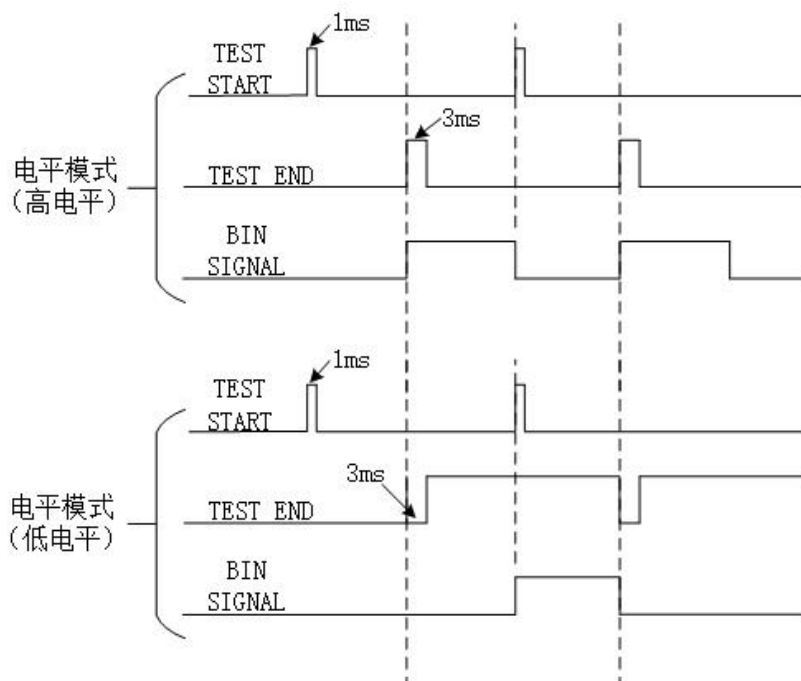 1ms
TEST
START
3ms
电平模式
（高电平）
TEST END
BIN
SIGNAL
1ms
TEST
START
3ms
电平模式
（低电平）
TEST END
BIN
SIGNAL